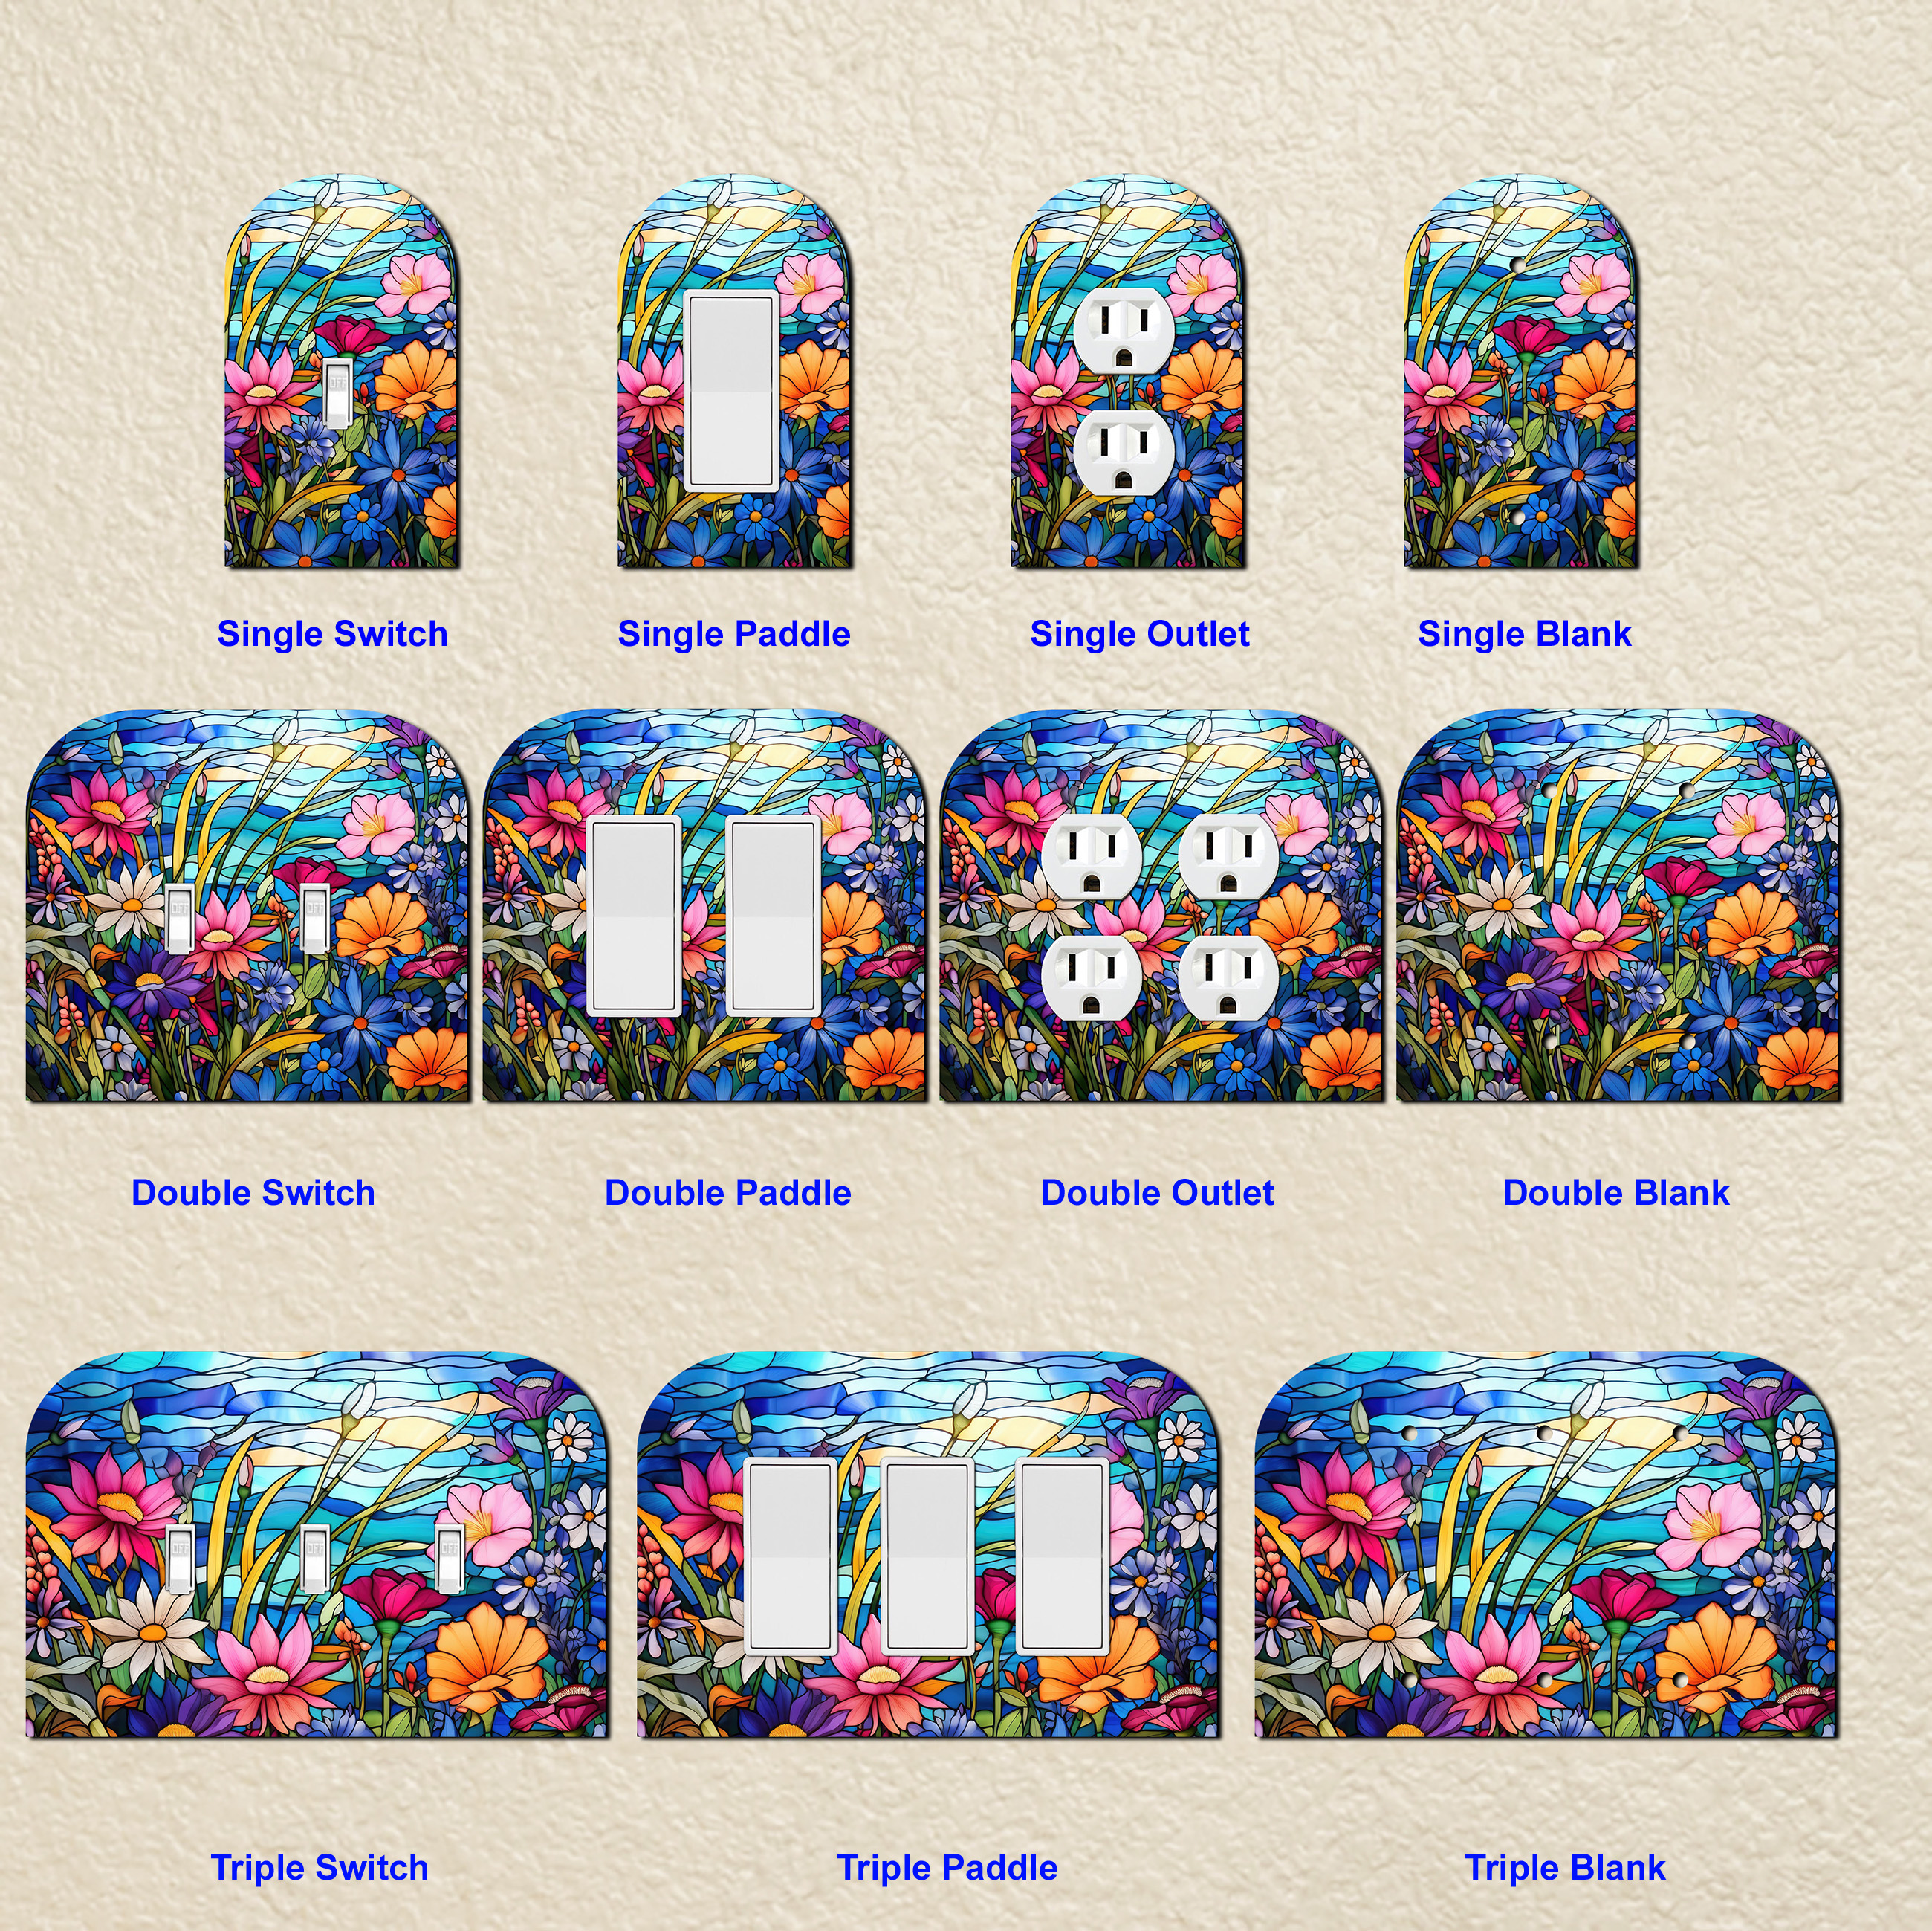 OFF
Single Switch
Single Paddle
Single Outlet
Single Blank
OFF
OFF
Double Switch
Double Paddle
Double Outlet
Double Blank
OFF
OFF
OFF
Triple Switch
Triple Paddle
Triple Blank